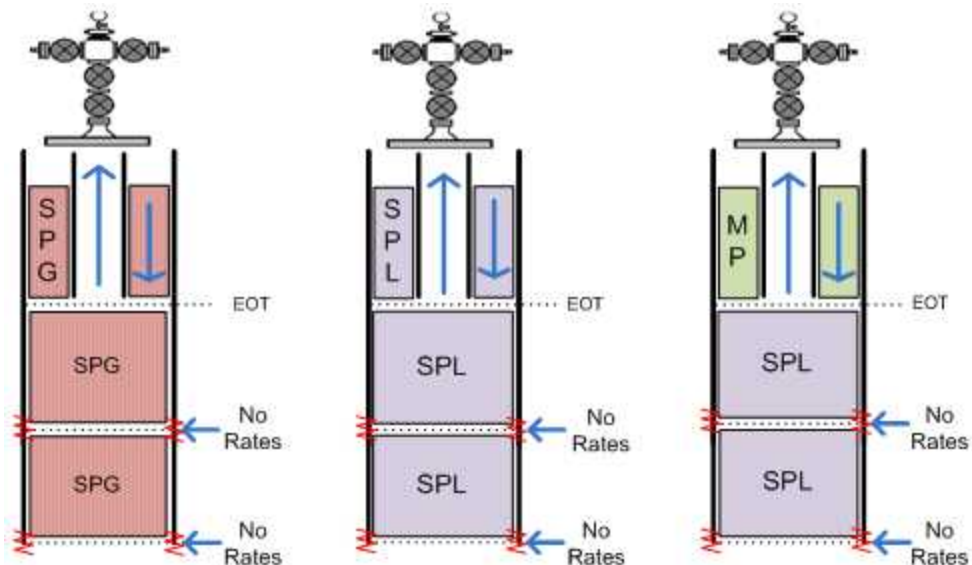 S
P
G
EOT
SPG
No
Rates
SPG
No
Rates
S
P
L
EOT
SPL
No
Rates
SPL
No
Rates
M
P
EOT
SPL
No
Rates
SPL
No
Rates